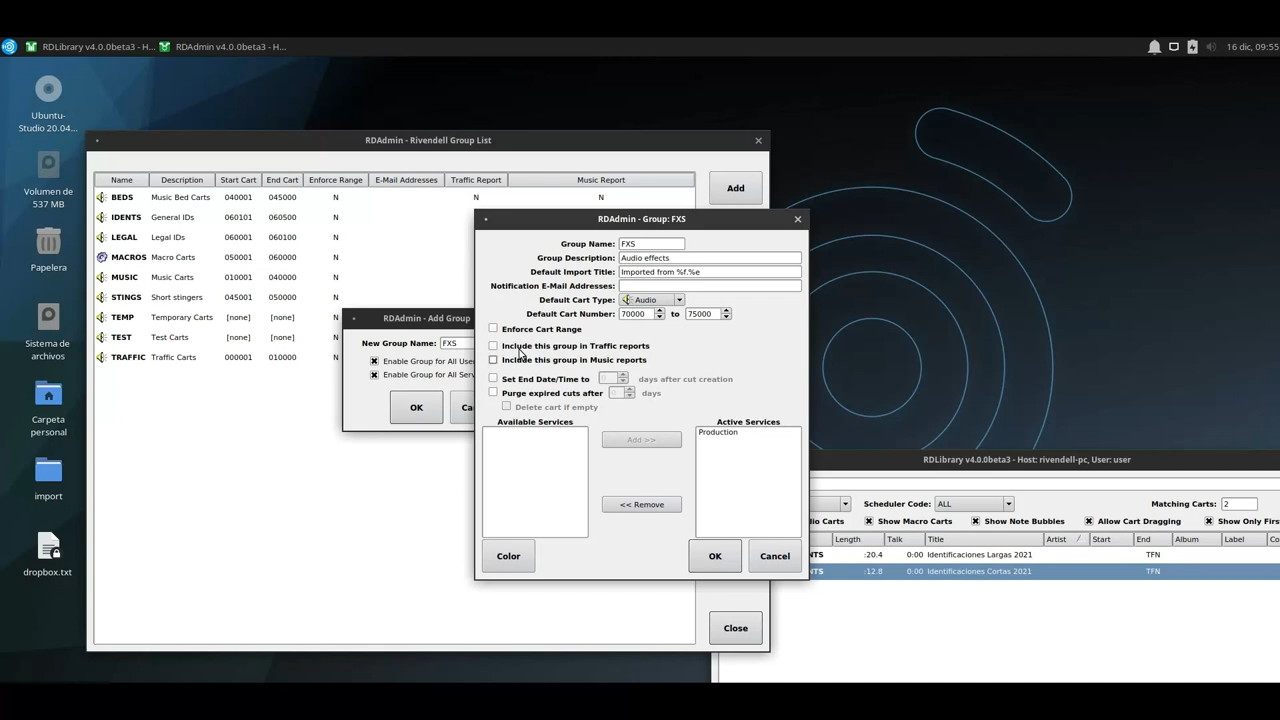 RDLibrary v4.0.0beta3 - H... RDAdmin v4.0.0beta3 - H... 16 dic, 09:55
Ubuntu-
Studio 20.04...
Volumen de
537 MB
Papelera
Sistema de
archivos
Carpeta
personal
import
dropbox.txt
RDAdmin - Rivendell Group List
Name Description Start Cart End Cart Enforce Range E-Mail Addresses Traffic Report Music Report
BEDS Music Bed Carts 040001 045000 N N N
IDENTS General IDs 060101 060500 N
LEGAL Legal IDs 060001 060100 N
MACROS Macro Carts 050001 060000 N
MUSIC Music Carts 010001 040000 N
STINGS Short stingers 045001 050000 N
TEMP Temporary Carts [none] [none] N
TEST Test Carts [none] [none] N
TRAFFIC Traffic Carts 000001 010000 N
Add
Close
RDAdmin - Add Group
New Group Name: FXS
Enable Group for All User
Enable Group for All Serv
OK Ca
RDAdmin - Group: FXS
Group Name: FXS
Group Description: Audio effects
Default Import Title: Imported from %f.%e
Notification E-Mail Addresses:
Default Cart Type: Audio
Default Cart Number: 70000 to 75000
Enforce Cart Range
Include this group in Traffic reports
Include this group in Music reports
Set End Date/Time to 0 days after cut creation
Purge expired cuts after 0 days
Delete cart if empty
Available Services Active Services
Production
Add >>
<< Remove
Color OK Cancel
RDLibrary v4.0.0beta3 - Host: rivendell-pc, User: user
Scheduler Code: ALL Matching Carts: 2
io Carts Show Macro Carts Show Note Bubbles Allow Cart Dragging Show Only First
Length Talk Title Artist Start End Album Label Co
NTS :20.4 0:00 Identificaciones Largas 2021 TFN
NTS :12.8 0:00 Identificaciones Cortas 2021 TFN